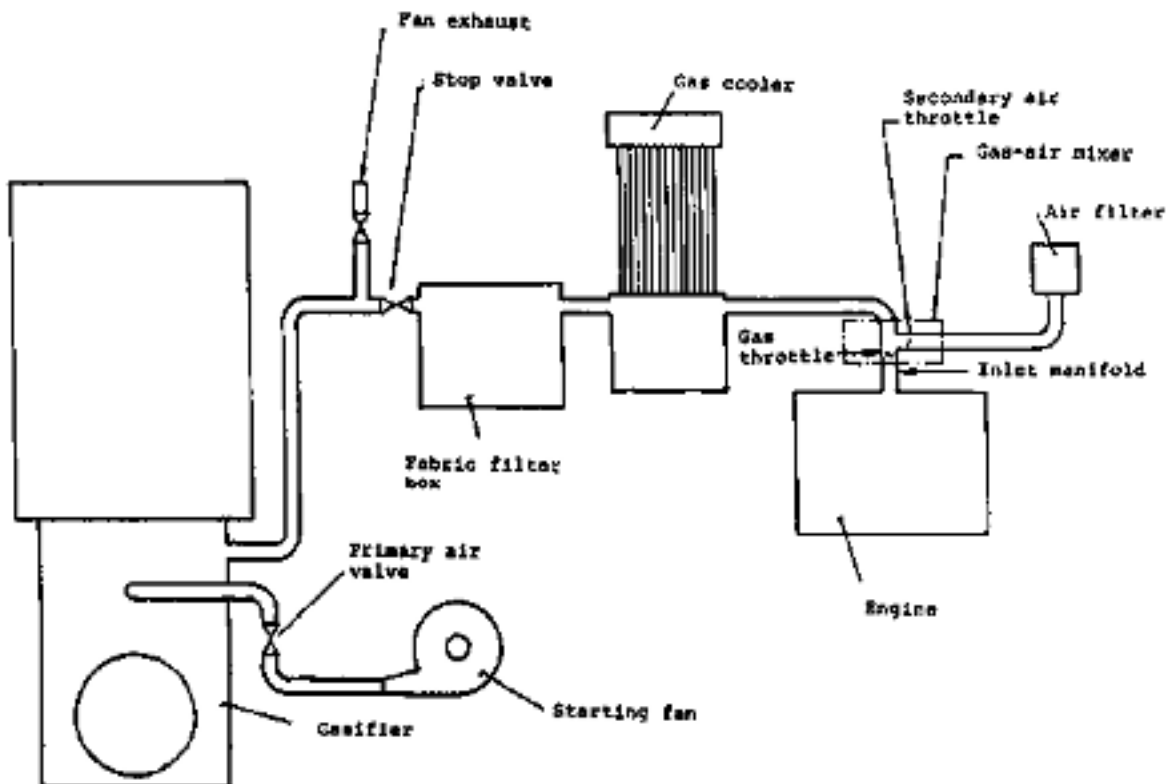 Fan exhaust
Stop valve
Gas cooler
Secondary air
throttle
Gas-air mixer
Air filter
Gas
throttle
Inlet manifold
Fabric filter
box
Primary air
valve
Engine
Starting fan
Gasifier